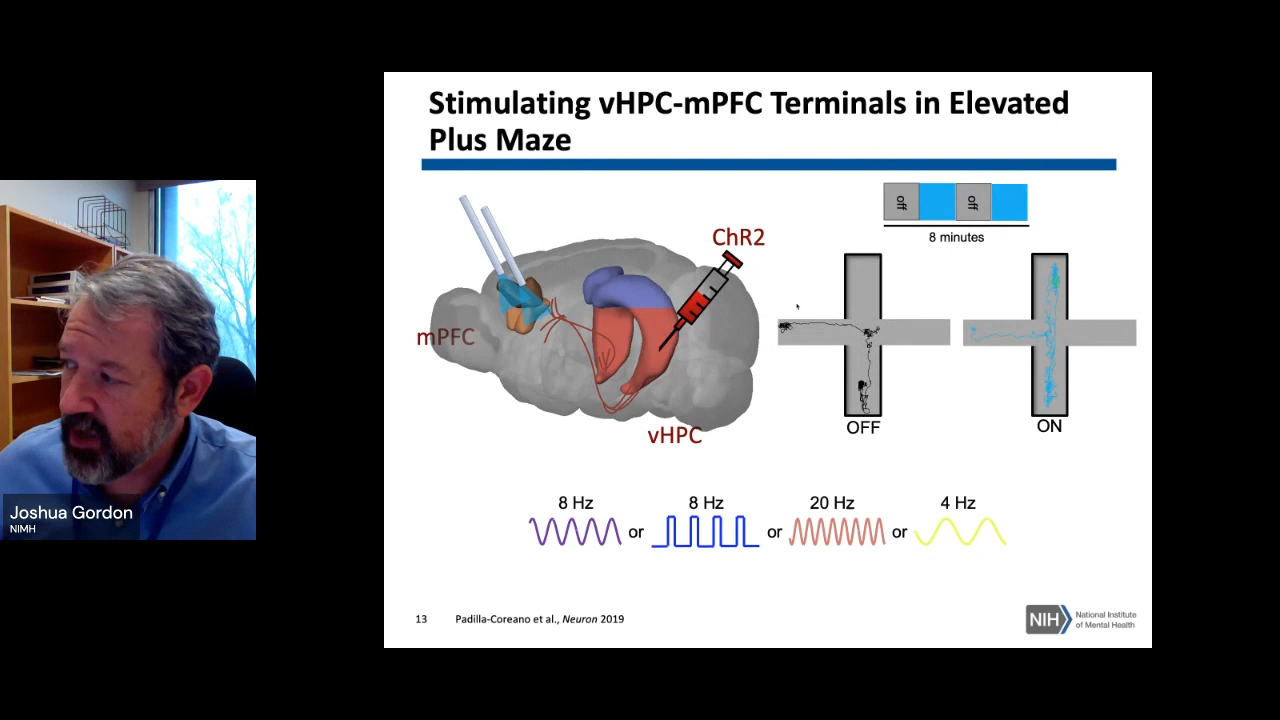 Stimulating vHPC-mPFC Terminals in Elevated
Plus Maze
off
off
8 minutes
ChR2
mPFC
vHPC
OFF
ON
8 Hz
or
8 Hz
or
20 Hz
or
4 Hz
13
Padilla-Coreano et al., Neuron 2019
NIH
National Institute
of Mental Health
Joshua Gordon
NIMH